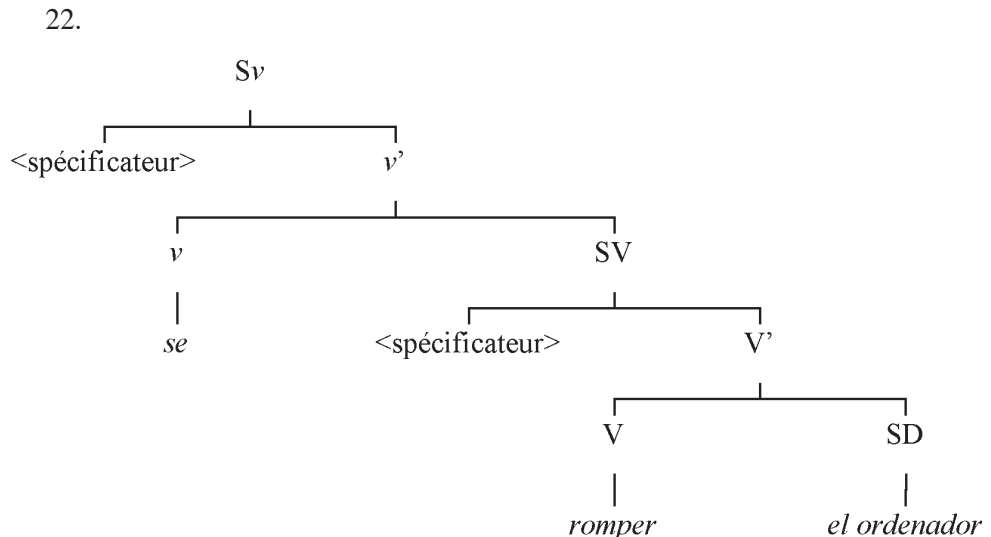 22.
Sv
<spécificateur> v’
v SV
se <spécificateur> V’
V SD
romper el ordenador